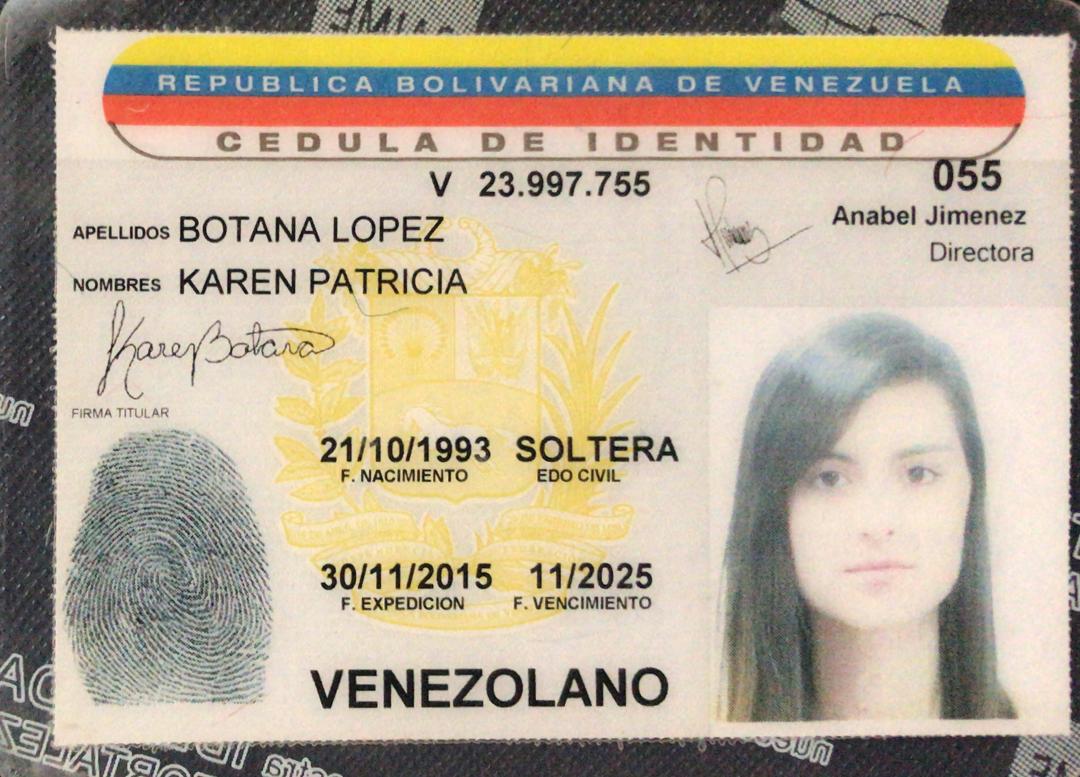 REPUBLICA BOLIVARIANA DE VENEZUELA
CEDULA DE IDENTIDAD
V 23.997.755
055
Anabel Jimenez
Directora
APELLIDOS BOTANA LOPEZ
NOMBRES KAREN PATRICIA
Karen Botana
FIRMA TITULAR
21/10/1993 SOLTERA
F. NACIMIENTO EDO CIVIL
30/11/2015 11/2025
F. EXPEDICION F. VENCIMIENTO
VENEZOLANO